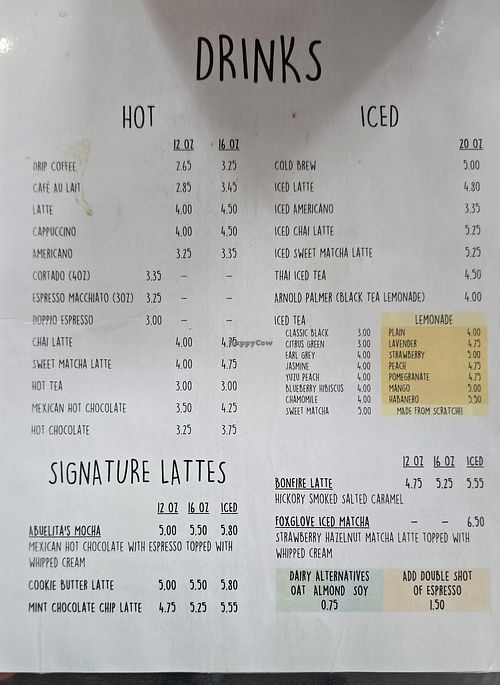 DRINKS
HOT
12 OZ 16 OZ
DRIP COFFEE 2.65 3.25
CAFÉ AU LAIT 2.85 3.45
LATTE 4.00 4.50
CAPPUCCINO 4.00 4.50
AMERICANO 3.25 3.35
CORTADO (4OZ) 3.35 – –
ESPRESSO MACCHIATO (3OZ) 3.25 – –
DOPPIO ESPRESSO 3.00 – –
CHAI LATTE 4.00 4.75
SWEET MATCHA LATTE 4.00 4.75
HOT TEA 3.00 3.00
MEXICAN HOT CHOCOLATE 3.50 4.25
HOT CHOCOLATE 3.25 3.75
SIGNATURE LATTES
12 OZ 16 OZ ICED
ABUELITA'S MOCHA 5.00 5.50 5.80
MEXICAN HOT CHOCOLATE WITH ESPRESSO TOPPED WITH
WHIPPED CREAM
COOKIE BUTTER LATTE 5.00 5.50 5.80
MINT CHOCOLATE CHIP LATTE 4.75 5.25 5.55
ICED
20 OZ
COLD BREW 5.00
ICED LATTE 4.80
ICED AMERICANO 3.35
ICED CHAI LATTE 5.25
ICED SWEET MATCHA LATTE 5.25
THAI ICED TEA 4.50
ARNOLD PALMER (BLACK TEA LEMONADE) 4.00
ICED TEA
CLASSIC BLACK 3.00
CITRUS GREEN 3.00
EARL GREY 4.00
JASMINE 4.00
YUZU PEACH 4.00
BLUEBERRY HIBISCUS 4.00
CHAMOMILE 4.00
SWEET MATCHA 5.00
LEMONADE
PLAIN 4.00
LAVENDER 4.75
STRAWBERRY 5.00
PEACH 4.75
POMEGRANATE 4.75
MANGO 5.00
HABANERO 5.50
MADE FROM SCRATCH!!
12 OZ 16 OZ ICED
BONFIRE LATTE 4.75 5.25 5.55
HICKORY SMOKED SALTED CARAMEL
FOXGLOVE ICED MATCHA – – 6.50
STRAWBERRY HAZELNUT MATCHA LATTE TOPPED WITH
WHIPPED CREAM
DAIRY ALTERNATIVES
OAT ALMOND SOY
0.75
ADD DOUBLE SHOT
OF ESPRESSO
1.50
HappyCow